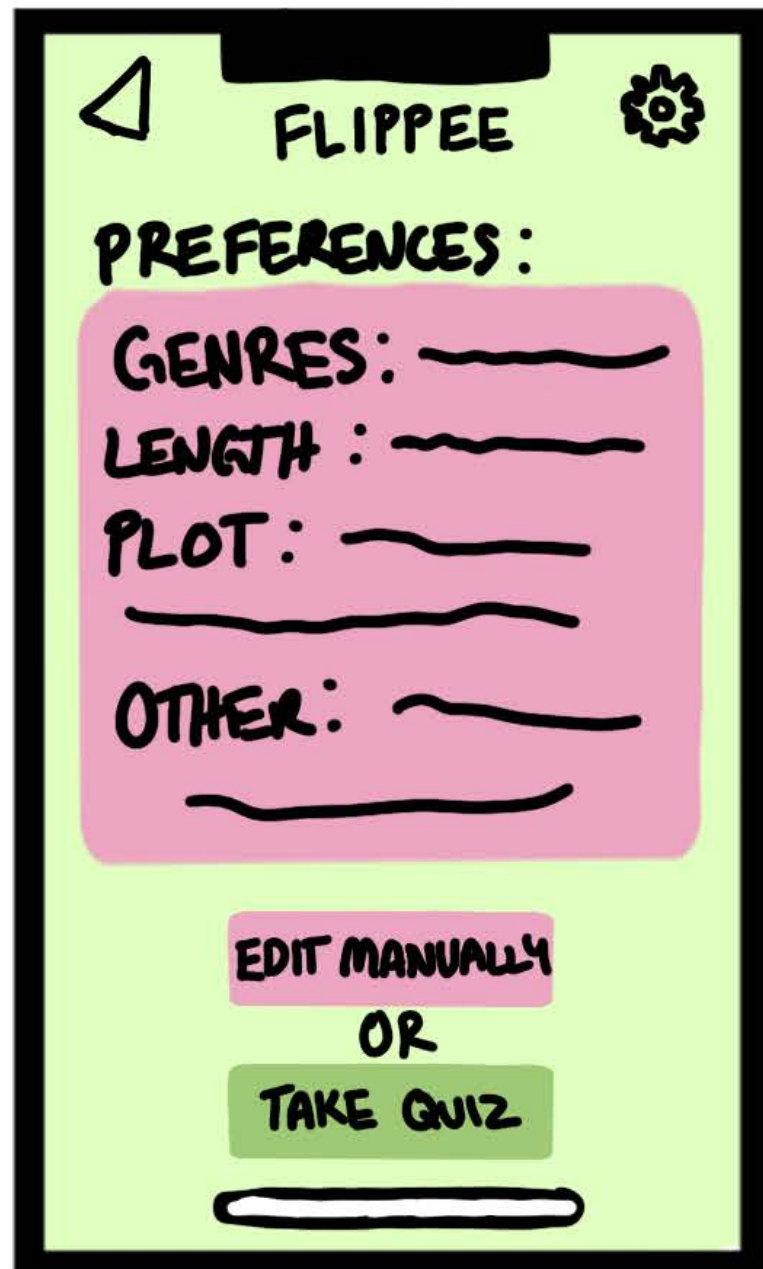 FLIPPEE
PREFERENCES:
GENRES:
LENGTH :
PLOT :
OTHER :
EDIT MANUALLY
OR
TAKE QUIZ